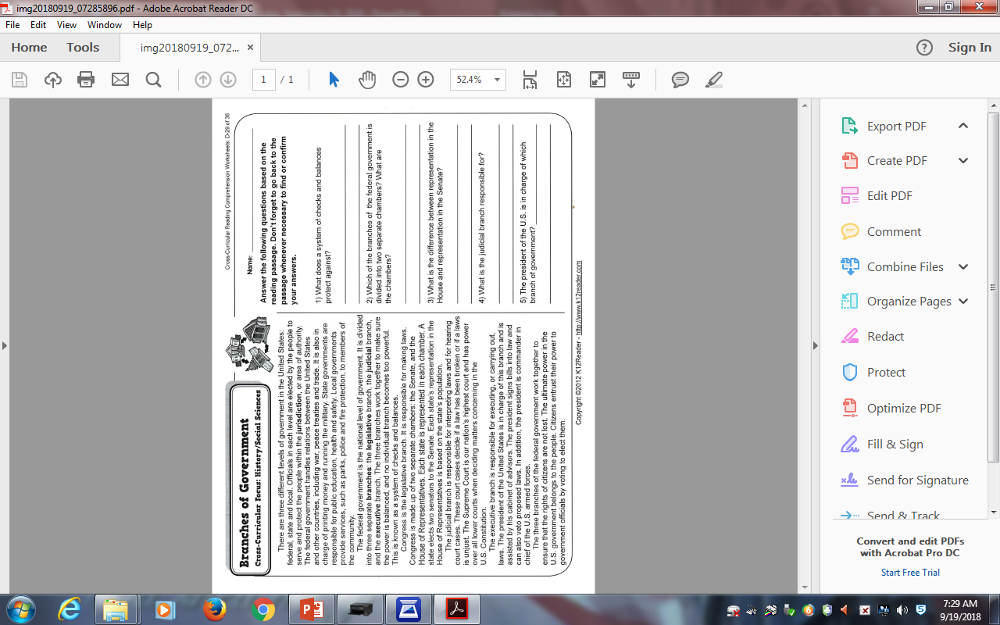 img20180919_07285896.pdf - Adobe Acrobat Reader DC
File Edit View Window Help
Home Tools img20180919_072... × Sign In
1 / 1 52.4%
Cross-Curricular Reading Comprehension Worksheets: D-29 of 36
Branches of Government
Cross-Curricular Focus: History/Social Sciences
There are three different levels of government in the United States:
federal, state and local. Officials in each level are elected by the people to
serve and protect the people within the jurisdiction, or area of authority.
The federal government handles relations between the United States
and other countries, including war, peace treaties and trade. It is also in
charge of printing money and running the military. State governments are
responsible for public education, health and safety. Local governments
provide services, such as parks, police and fire protection, to members of
the community.
The federal government is the national level of government. It is divided
into three separate branches: the legislative branch, the judicial branch,
and the executive branch. The three branches work together to make sure
the power is balanced, and no individual branch becomes too powerful.
This is known as a system of checks and balances.
Congress is the legislative branch. It is responsible for making laws.
Congress is made up of two separate chambers: the Senate, and the
House of Representatives. Each state is represented in each chamber. A
state elects two senators to the Senate. Each state's representation in the
House of Representatives is based on the state's population.
The judicial branch is responsible for interpreting laws and for hearing
court cases. These court cases decide if a law has been broken or if a laws
is unjust. The Supreme Court is our nation's highest court and has power
over all lower courts when deciding matters concerning in the
U.S. Constitution.
The executive branch is responsible for executing, or carrying out,
laws. The president of the United States is in charge of this branch and is
assisted by his cabinet of advisors. The president signs bills into law and
can also veto proposed laws. In addition, the president is commander in
chief of the U.S. armed forces.
The three branches of the federal government work together to
ensure that the rights of citizens are not lost. The ultimate power in the
U.S. government belongs to the people. Citizens entrust their power to
government officials by voting to elect them.
Name:
Answer the following questions based on the
reading passage. Don't forget to go back to the
passage whenever necessary to find or confirm
your answers.
1) What does a system of checks and balances
protect against?
2) Which of the branches of the federal government is
divided into two separate chambers? What are
the chambers?
3) What is the difference between representation in the
House and representation in the Senate?
4) What is the judicial branch responsible for?
5) The president of the U.S. is in charge of which
branch of government?
Copyright ©2012 K12Reader - http://www.k12reader.com
Export PDF
Create PDF
Edit PDF
Comment
Combine Files
Organize Pages
Redact
Protect
Optimize PDF
Fill & Sign
Send for Signature
Send & Track
Convert and edit PDFs
with Acrobat Pro DC
Start Free Trial
7:29 AM
9/19/2018